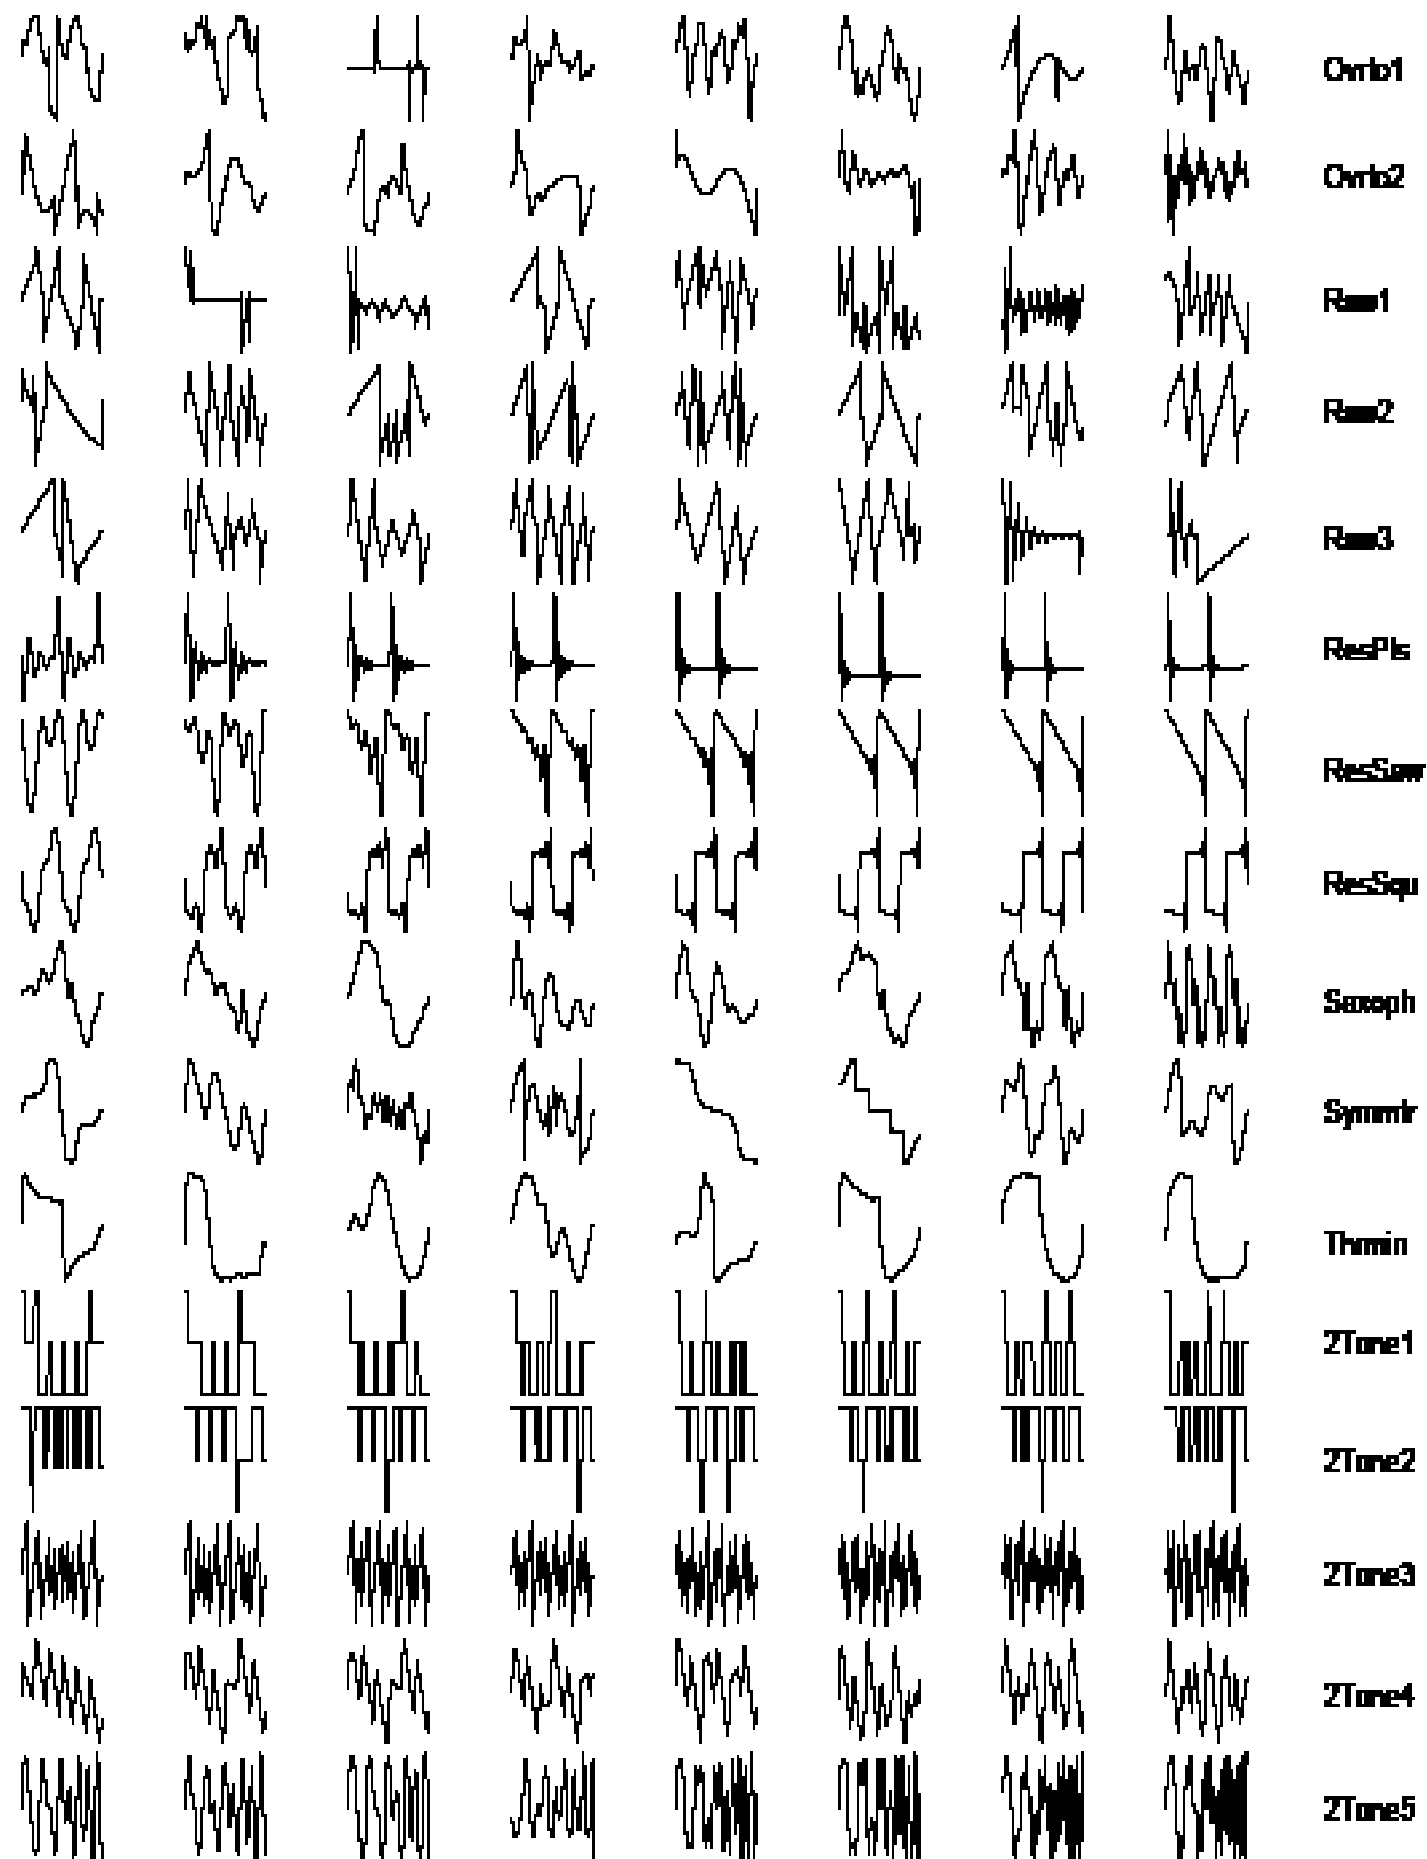 Ovrto1
Ovrto2
Raw1
Raw2
Raw3
ResPls
ResSaw
ResSqu
Saxoph
Symmtr
Thrmin
2Tone1
2Tone2
2Tone3
2Tone4
2Tone5